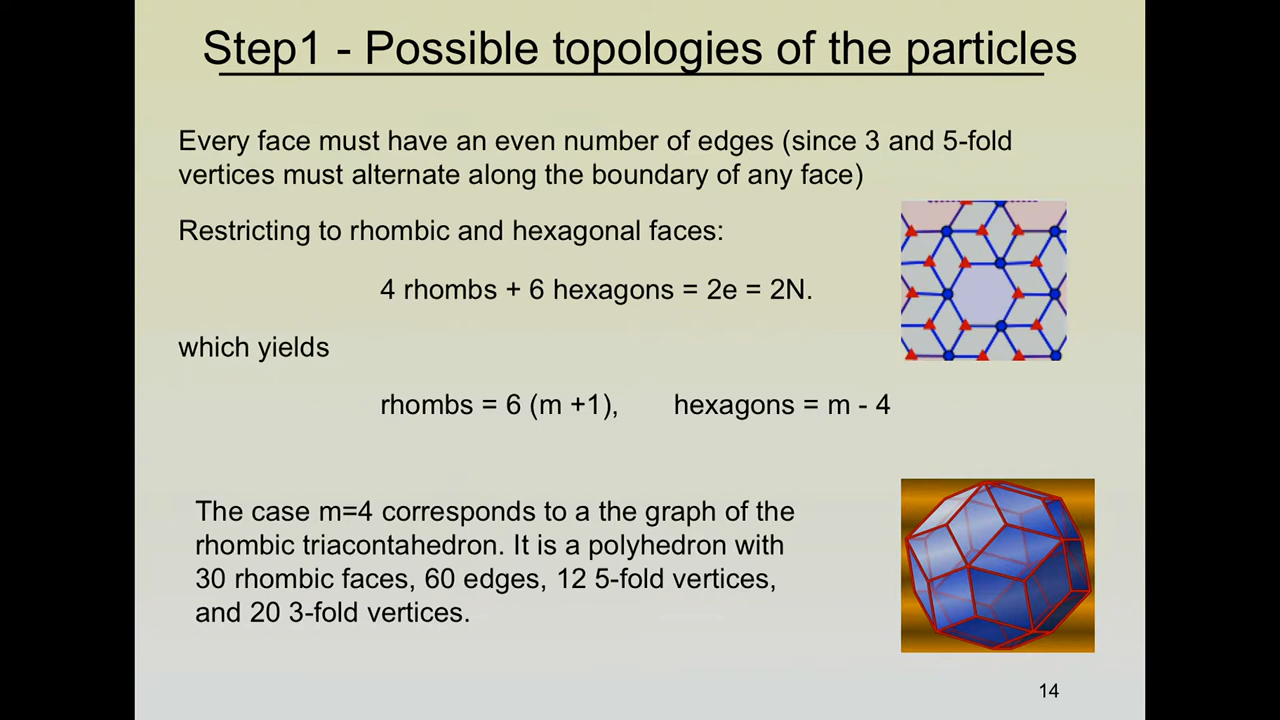 Step1 - Possible topologies of the particles
Every face must have an even number of edges (since 3 and 5-fold
vertices must alternate along the boundary of any face)
Restricting to rhombic and hexagonal faces:
4 rhombs + 6 hexagons = 2e = 2N.
which yields
rhombs = 6 (m +1), hexagons = m - 4
The case m=4 corresponds to a the graph of the
rhombic triacontahedron. It is a polyhedron with
30 rhombic faces, 60 edges, 12 5-fold vertices,
and 20 3-fold vertices.
14